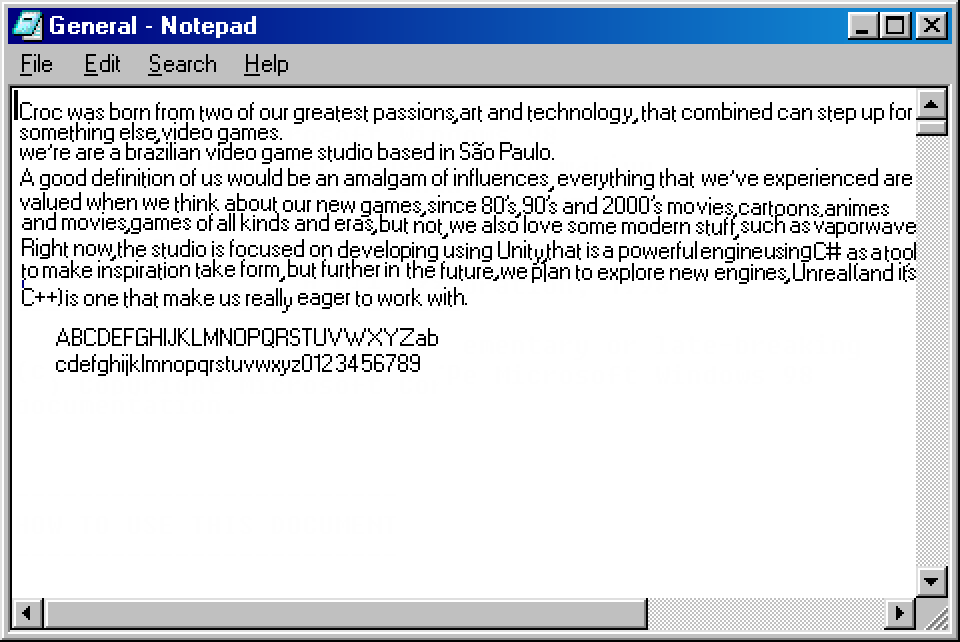 General - Notepad
File Edit Search Help
Croc was born from two of our greatest passions,art and technology,that combined can step up for
something else,video games.
we're are a brazilian video game studio based in São Paulo.
A good definition of us would be an amalgam of influences, everything that we've experienced are
valued when we think about our new games,since 80's,90's and 2000's movies,cartoons,animes
and movies,games of all kinds and eras,but not,we also love some modern stuff,such as vaporwave
Right now,the studio is focused on developing using Unity,that is a powerful engine using C# as a tool
to make inspiration take form,but further in the future,we plan to explore new engines,Unreal(and it's
C++)is one that make us really eager to work with.
ABCDEFGHIJKLMNOPQRSTUVWXYZab
cdefghijklmnopqrstuvwxyz0123456789